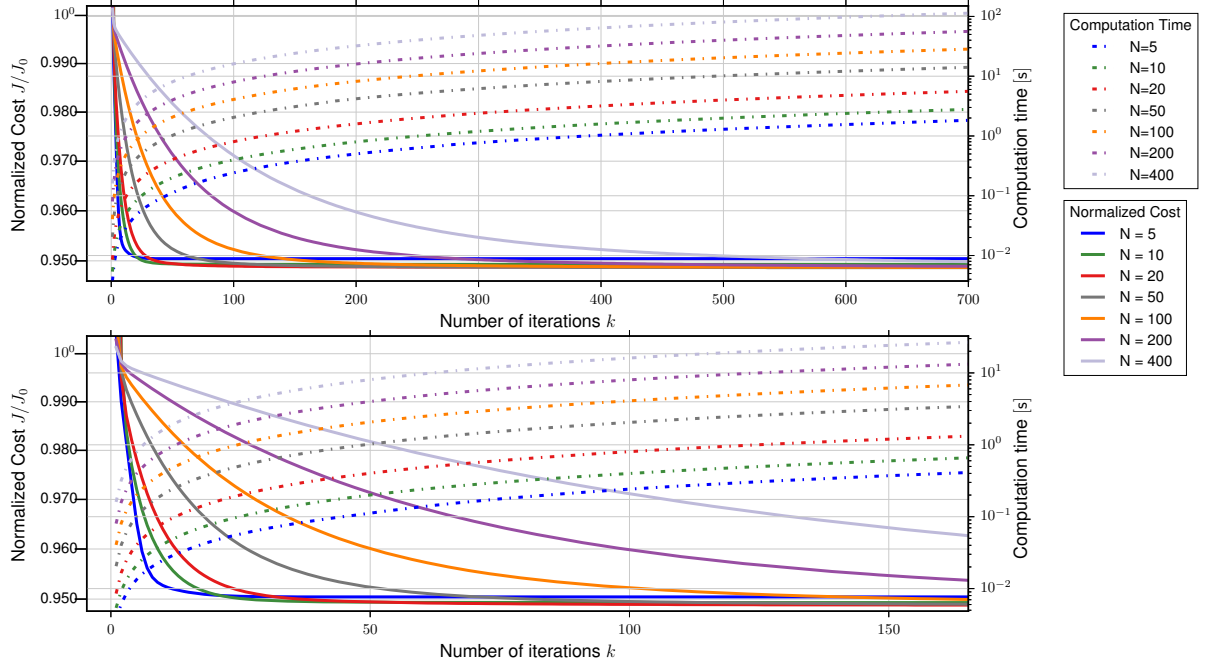 10⁰
0.990
0.980
0.970
0.960
0.950
Normalized Cost J/J₀
0 100 200 300 400 500 600 700
Number of iterations k
10²
10¹
10⁰
10⁻¹
10⁻²
Computation time [s]
Computation Time
N=5
N=10
N=20
N=50
N=100
N=200
N=400
Normalized Cost
N = 5
N = 10
N = 20
N = 50
N = 100
N = 200
N = 400
10⁰
0.990
0.980
0.970
0.960
0.950
Normalized Cost J/J₀
0 50 100 150
Number of iterations k
10¹
10⁰
10⁻¹
10⁻²
Computation time [s]